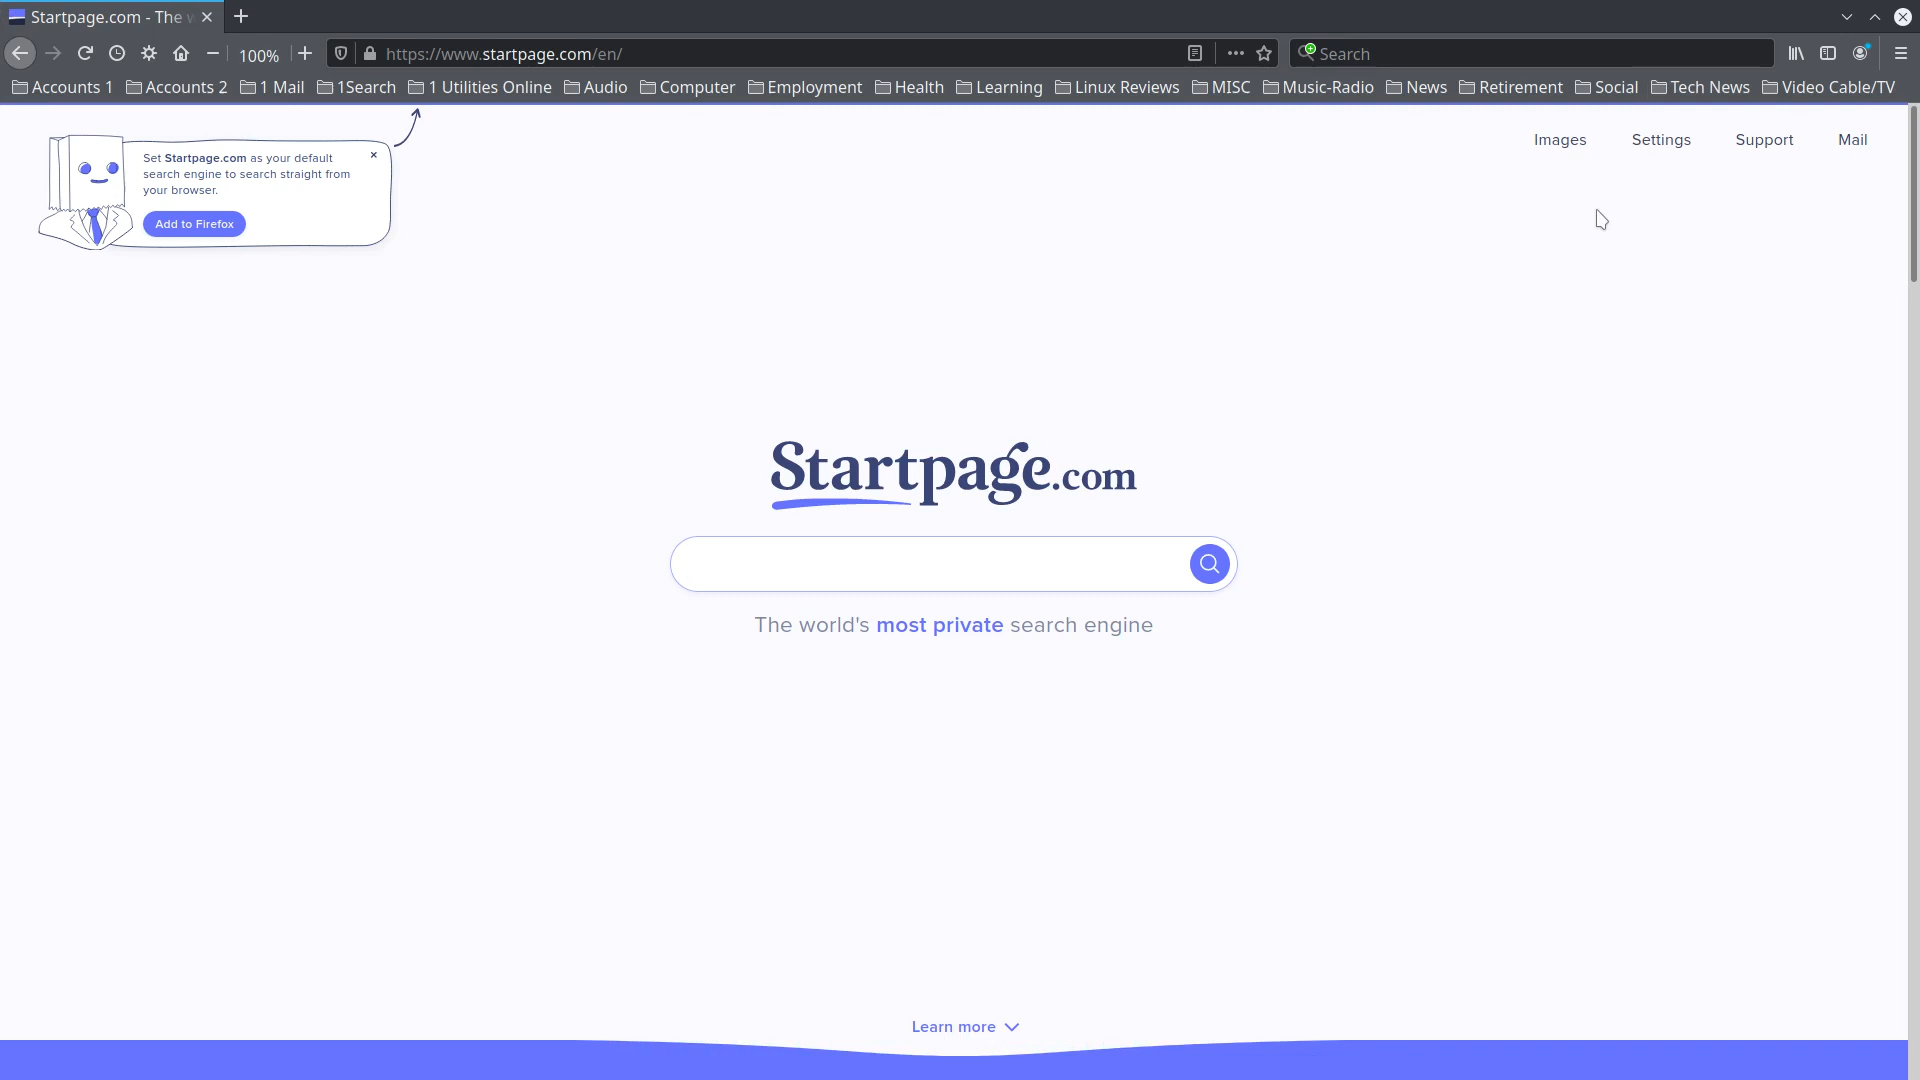 Startpage.com - The w
100%
https://www.startpage.com/en/
Search
Accounts 1 Accounts 2 1 Mail 1Search 1 Utilities Online Audio Computer Employment Health Learning Linux Reviews MISC Music-Radio News Retirement Social Tech News Video Cable/TV
Images Settings Support Mail
Set Startpage.com as your default
search engine to search straight from
your browser.
Add to Firefox
Startpage.com
The world's most private search engine
Learn more